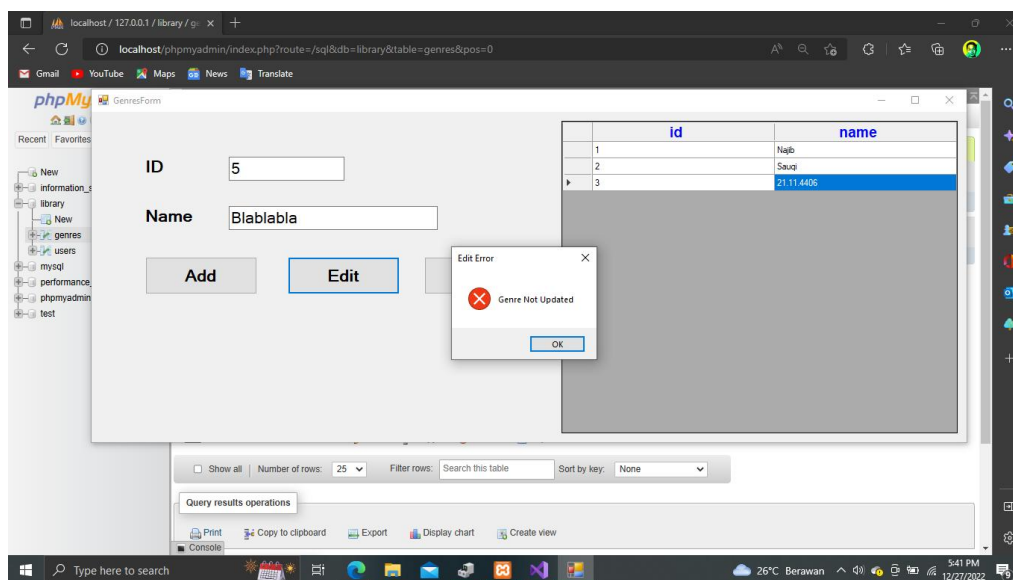 localhost / 127.0.0.1 / library / ge
localhost/phpmyadmin/index.php?route=/sql&db=library&table=genres&pos=0
Gmail YouTube Maps News Translate
phpMy
GenresForm
Recent Favorites
New
information_s
library
New
genres
users
mysql
performance_
phpmyadmin
test
ID 5
Name Blablabla
Add Edit
id name
1 Najib
2 Sauqi
3 21.11.4406
Edit Error
Genre Not Updated
OK
Show all Number of rows: 25 Filter rows: Search this table Sort by key: None
Query results operations
Print Copy to clipboard Export Display chart Create view
Console
Type here to search
26°C Berawan
5:41 PM
12/27/2022